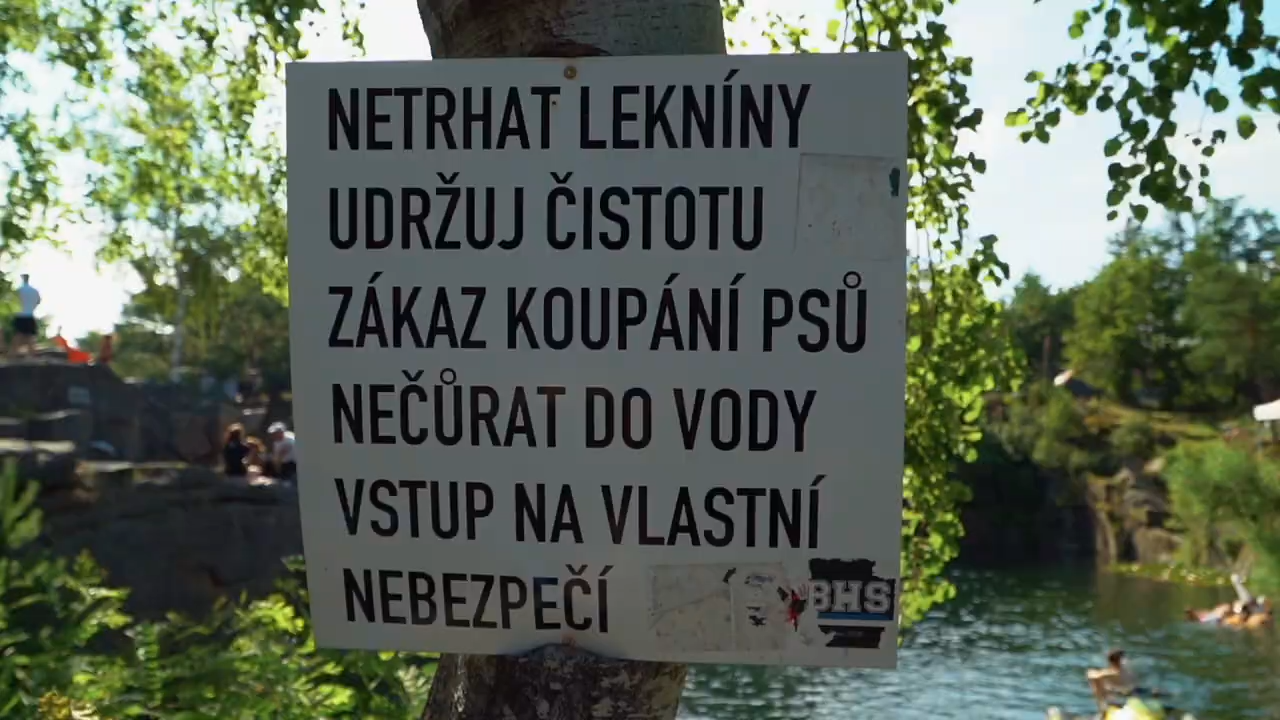 NETRHAT LEKNÍNY
UDRŽUJ ČISTOTU
ZÁKAZ KOUPÁNÍ PSŮ
NEČŮRAT DO VODY
VSTUP NA VLASTNÍ
NEBEZPEČÍ
BHS